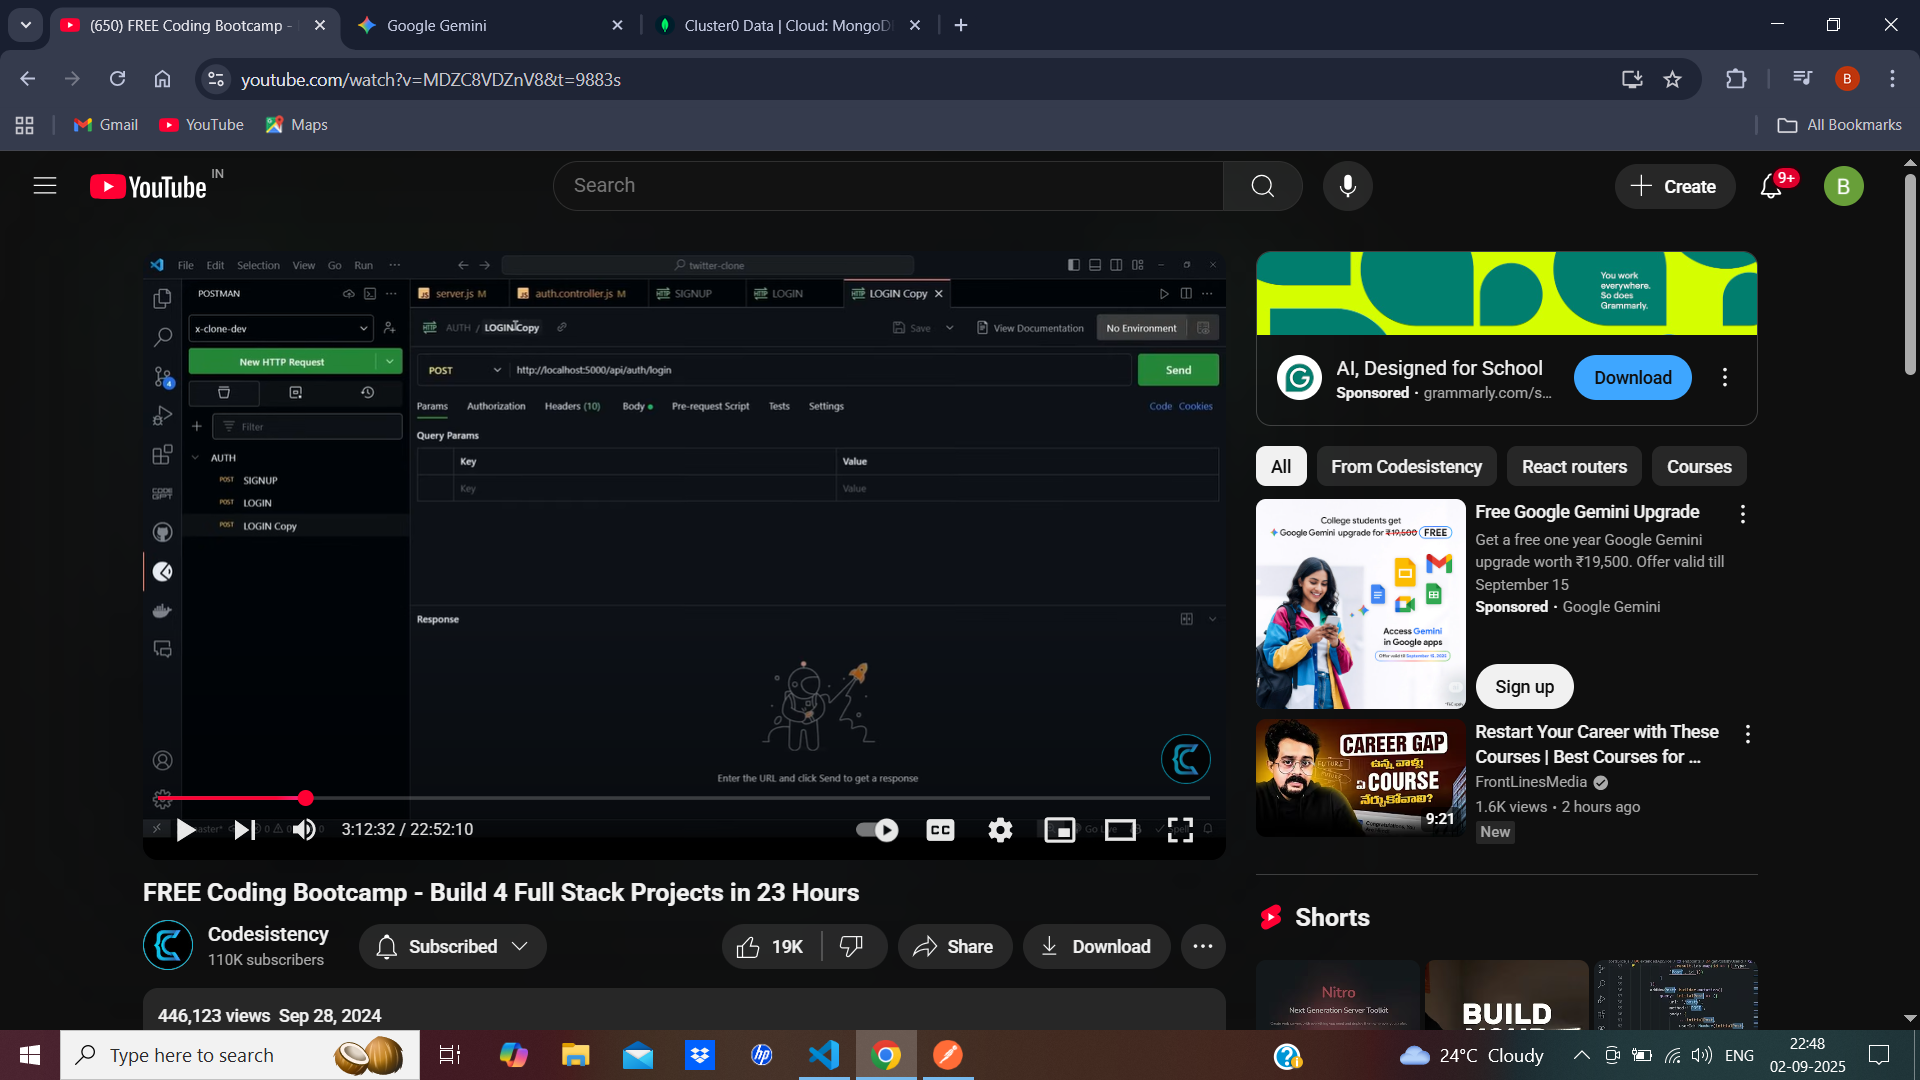 (650) FREE Coding Bootcamp -
Google Gemini
Cluster0 Data | Cloud: MongoD
youtube.com/watch?v=MDZC8VDZnV8&t=9883s
B
Gmail
YouTube
Maps
All Bookmarks
YouTube IN
Search
Create
9+
B
File Edit Selection View Go Run ...
twitter-clone
POSTMAN
server.js M
auth.controller.js M
SIGNUP
LOGIN
LOGIN Copy
x-clone-dev
AUTH / LOGIN Copy
Save
View Documentation
No Environment
New HTTP Request
POST
http://localhost:5000/api/auth/login
Send
Params Authorization Headers (10) Body Pre-request Script Tests Settings
Code Cookies
Filter
Query Params
Key Value
Key Value
AUTH
POST SIGNUP
POST LOGIN
POST LOGIN Copy
4
Response
Enter the URL and click Send to get a response
3:12:32 / 22:52:10
CC
FREE Coding Bootcamp - Build 4 Full Stack Projects in 23 Hours
Codesistency
110K subscribers
Subscribed
19K
Share
Download
446,123 views Sep 28, 2024
You work
everywhere.
So does
Grammarly.
AI, Designed for School
Sponsored · grammarly.com/s...
Download
All
From Codesistency
React routers
Courses
College students get
Google Gemini upgrade for ₹19,500 FREE
Access Gemini
in Google apps
Free Google Gemini Upgrade
Get a free one year Google Gemini
upgrade worth ₹19,500. Offer valid till
September 15
Sponsored · Google Gemini
Sign up
CAREER GAP
COURSE
9:21
Restart Your Career with These
Courses | Best Courses for ...
FrontLinesMedia
1.6K views · 2 hours ago
New
Shorts
Nitro
Next Generation Server Toolkit
BUILD
Type here to search
hp
24°C Cloudy
ENG
22:48
02-09-2025